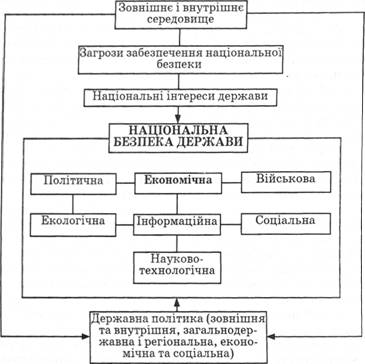 Зовнішнє і внутрішнє
середовище
Загрози забезпечення національної
безпеки
Національні інтереси держави
НАЦІОНАЛЬНА
БЕЗПЕКА ДЕРЖАВИ
Політична
Економічна
Військова
Екологічна
Інформаційна
Соціальна
Науково-
технологічна
Державна політика (зовнішня
та внутрішня, загальнодер-
жавна і регіональна, еконо-
мічна та соціальна)